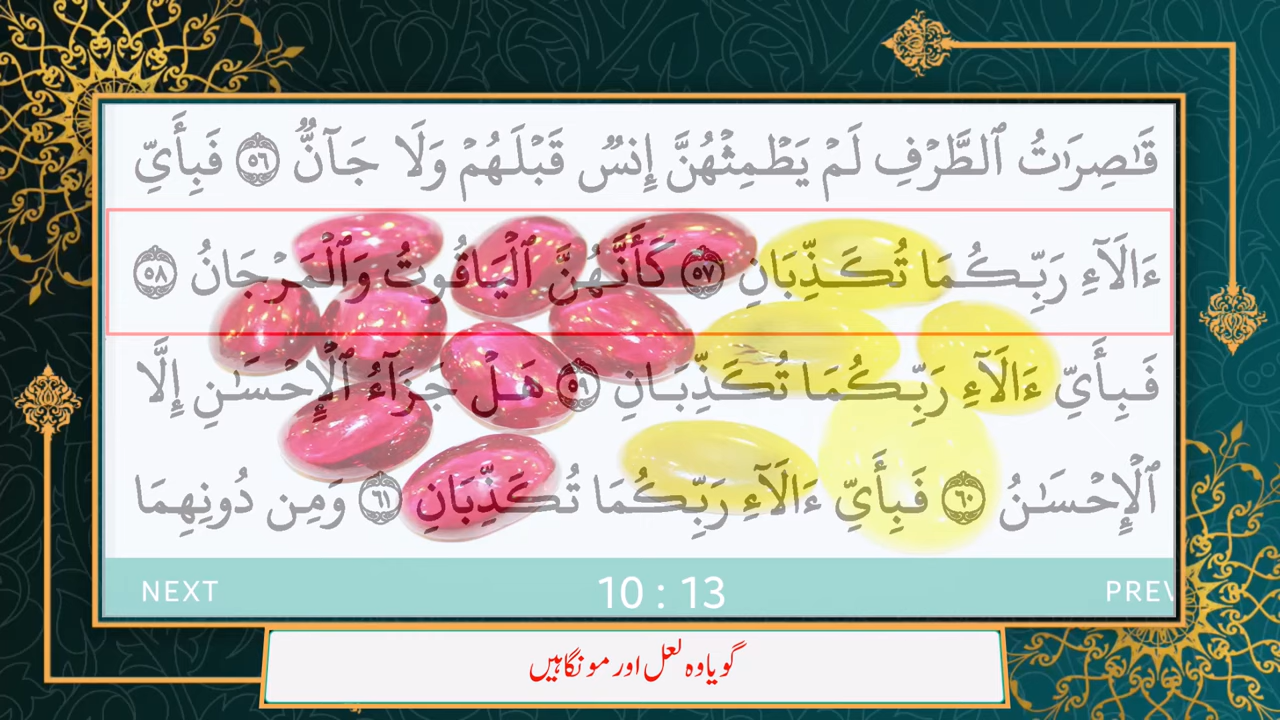 قَٰصِرَٰتُ ٱلطَّرْفِ لَمْ يَطْمِثْهُنَّ إِنسٌ قَبْلَهُمْ وَلَا جَآنٌّ ٥٦ فَبِأَىِّ
ءَالَآءِ رَبِّكُمَا تُكَذِّبَانِ ٥٧ كَأَنَّهُنَّ ٱلْيَاقُوتُ وَٱلْمَرْجَانُ ٥٨
فَبِأَىِّ ءَالَآءِ رَبِّكُمَا تُكَذِّبَانِ ٥٩ هَلْ جَزَآءُ ٱلْإِحْسَٰنِ إِلَّا
ٱلْإِحْسَٰنُ ٦٠ فَبِأَىِّ ءَالَآءِ رَبِّكُمَا تُكَذِّبَانِ ٦١ وَمِن دُونِهِمَا
NEXT 10 : 13 PREV
گویا وہ لعل اور مونگا ہیں